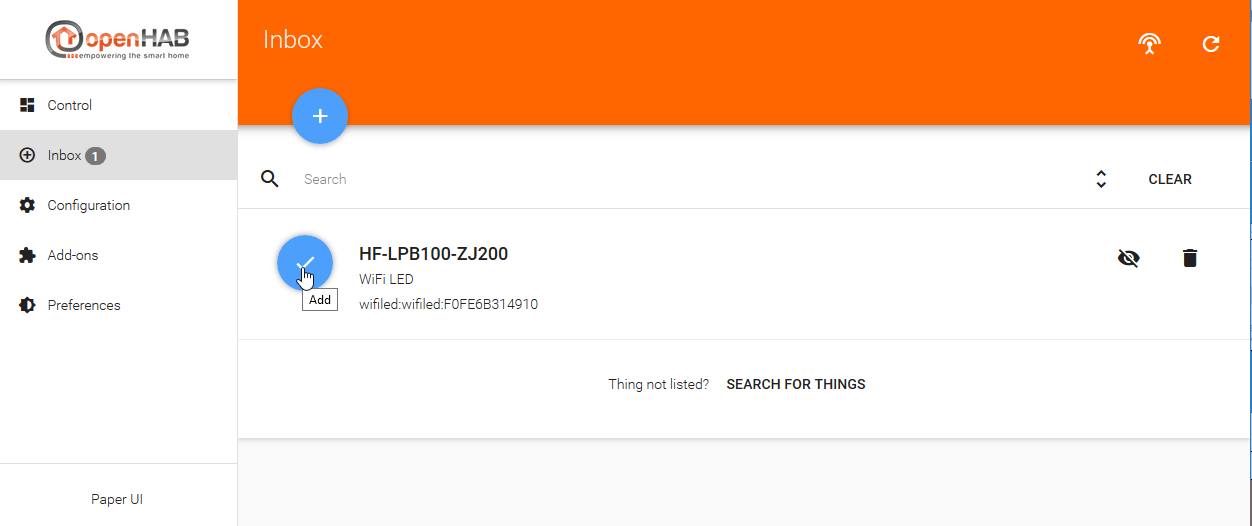 openHAB
empowering the smart home
Control
Inbox 1
Configuration
Add-ons
Preferences
Paper UI
Inbox
Search
CLEAR
HF-LPB100-ZJ200
WiFi LED
wifiled:wifiled:F0FE6B314910
Add
Thing not listed? SEARCH FOR THINGS